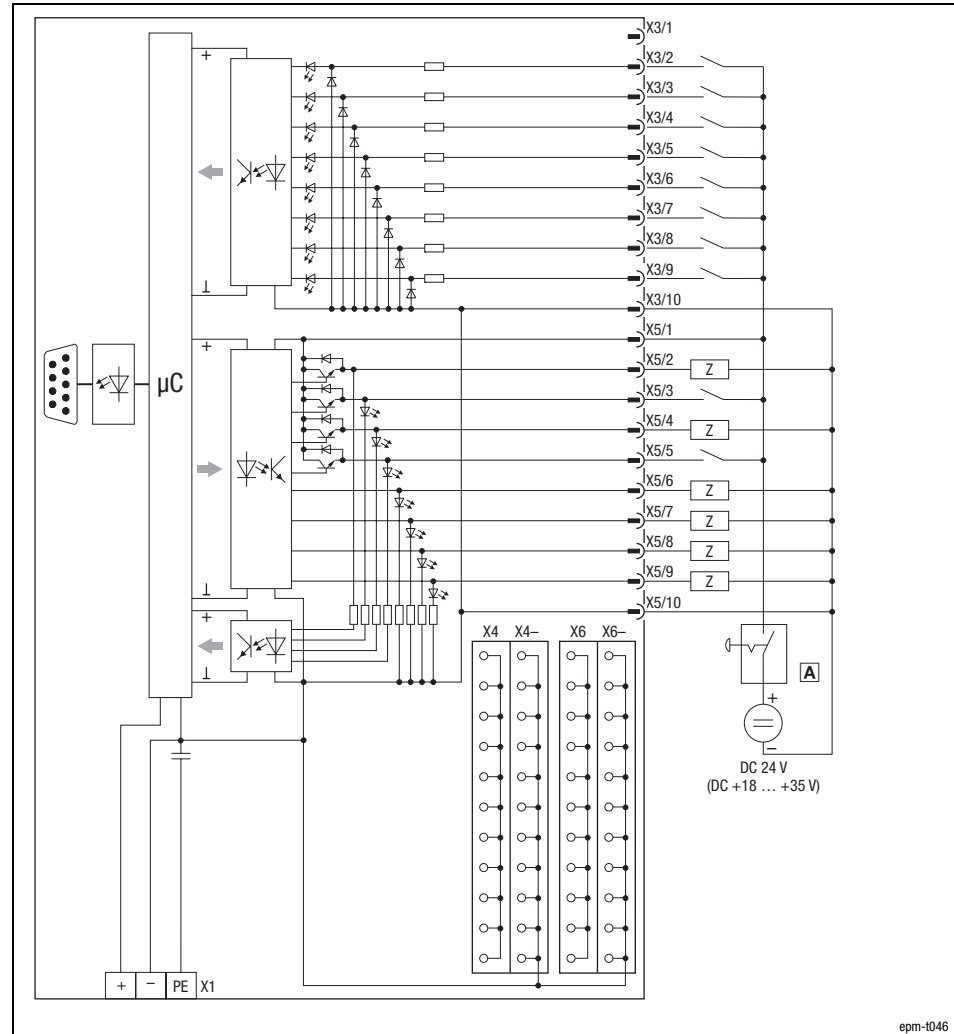 X3/1
+
X3/2
X3/3
X3/4
X3/5
X3/6
X3/7
X3/8
X3/9
⊥
X3/10
X5/1
+
X5/2
Z
µC
X5/3
X5/4
Z
X5/5
X5/6
Z
X5/7
Z
X5/8
Z
X5/9
Z
⊥
X5/10
+
X4 X4– X6 X6–
⊥
A
+
–
DC 24 V
(DC +18 … +35 V)
+ – PE X1
epm-t046